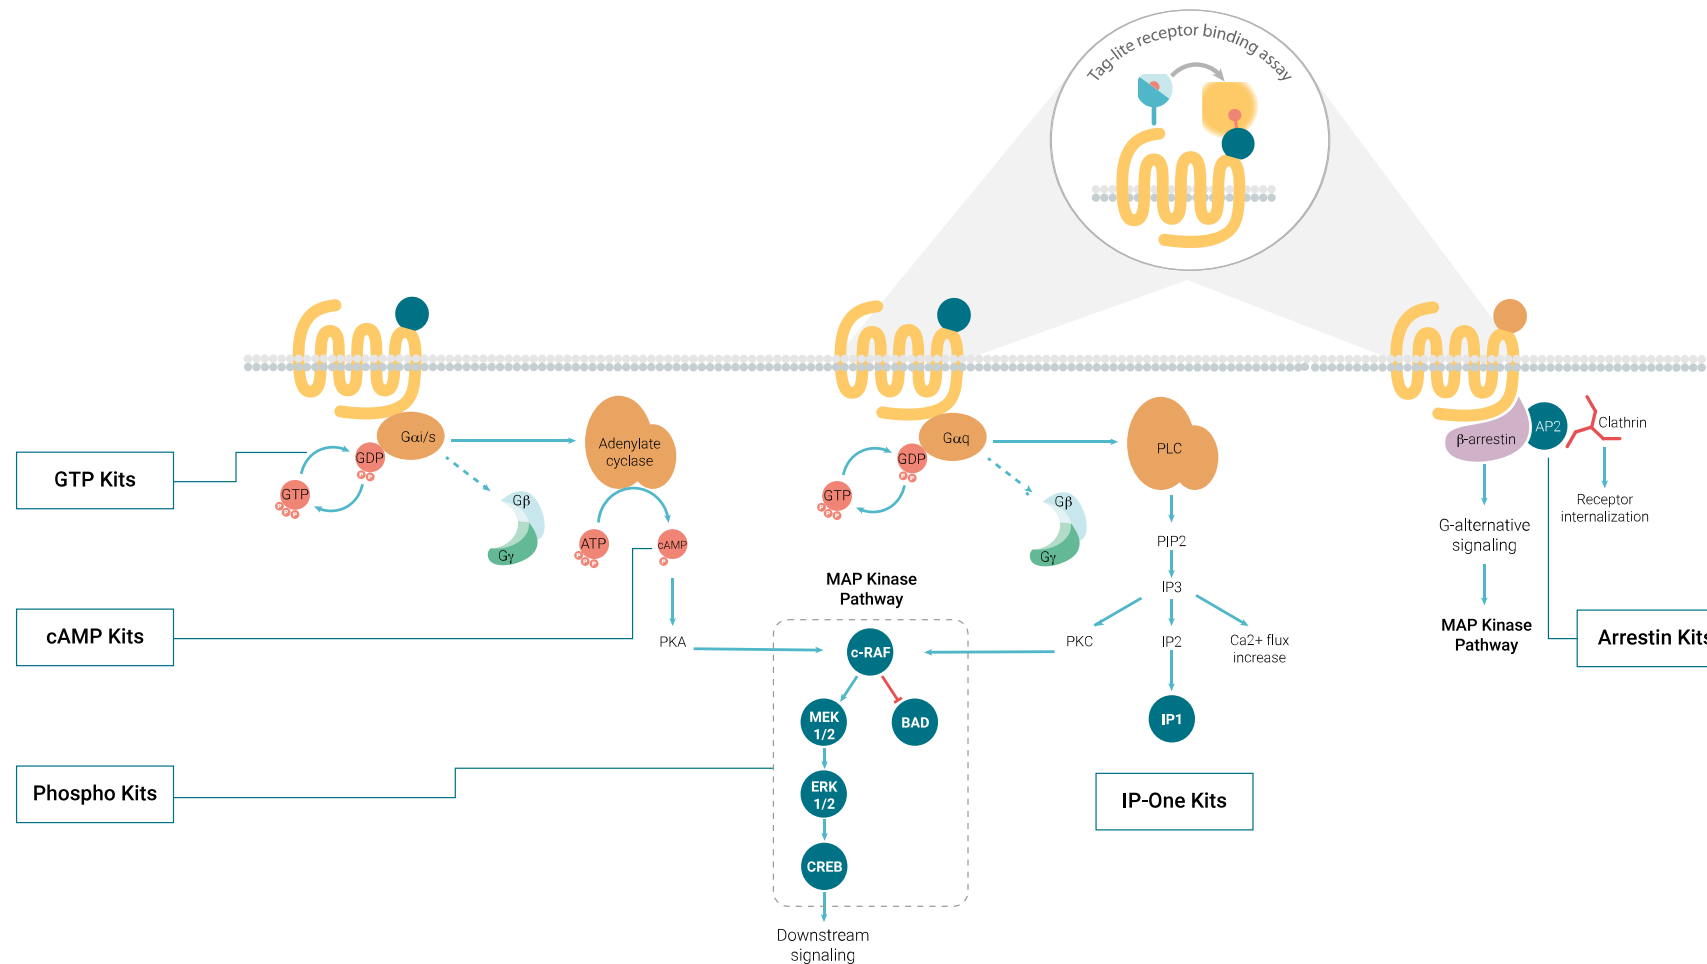 Tag-lite receptor binding assay
Gαi/s
Adenylate
cyclase
GDP
P
P
GTP
P
P
P
Gβ
Gγ
ATP
P
P
P
cAMP
P
PKA
GTP Kits
cAMP Kits
Phospho Kits
Gαq
GDP
P
P
GTP
P
P
P
Gβ
Gγ
PLC
PIP2
IP3
PKC
IP2
Ca2+ flux
increase
IP1
IP-One Kits
MAP Kinase
Pathway
c-RAF
MEK
1/2
BAD
ERK
1/2
CREB
Downstream
signaling
β-arrestin
AP2
Clathrin
Receptor
internalization
G-alternative
signaling
MAP Kinase
Pathway
Arrestin Kits